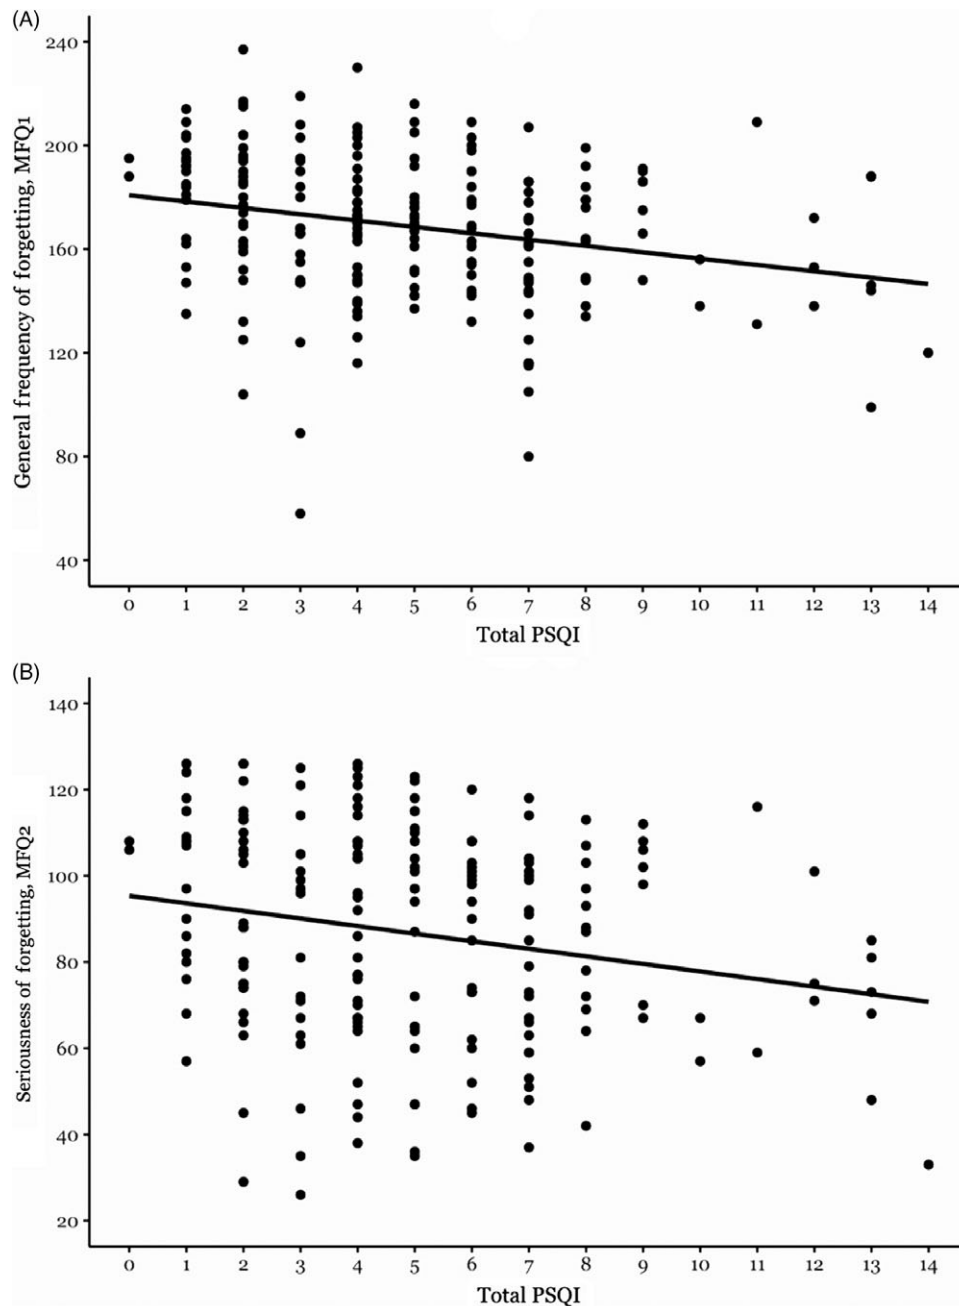 (A)
General frequency of forgetting, MFQ1
240
200
160
120
80
40
0 1 2 3 4 5 6 7 8 9 10 11 12 13 14
Total PSQI
(B)
Seriousness of forgetting, MFQ2
140
120
100
80
60
40
20
0 1 2 3 4 5 6 7 8 9 10 11 12 13 14
Total PSQI